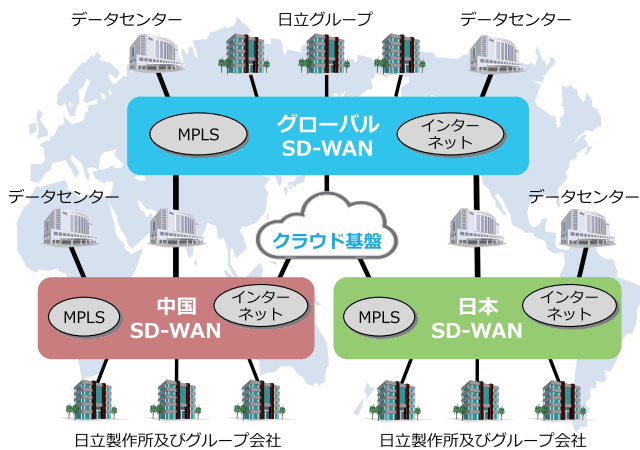 データセンター
日立グループ
データセンター
MPLS
グローバル
SD-WAN
インター
ネット
データセンター
データセンター
クラウド基盤
MPLS
中国
SD-WAN
インター
ネット
MPLS
日本
SD-WAN
インター
ネット
日立製作所及びグループ会社
日立製作所及びグループ会社